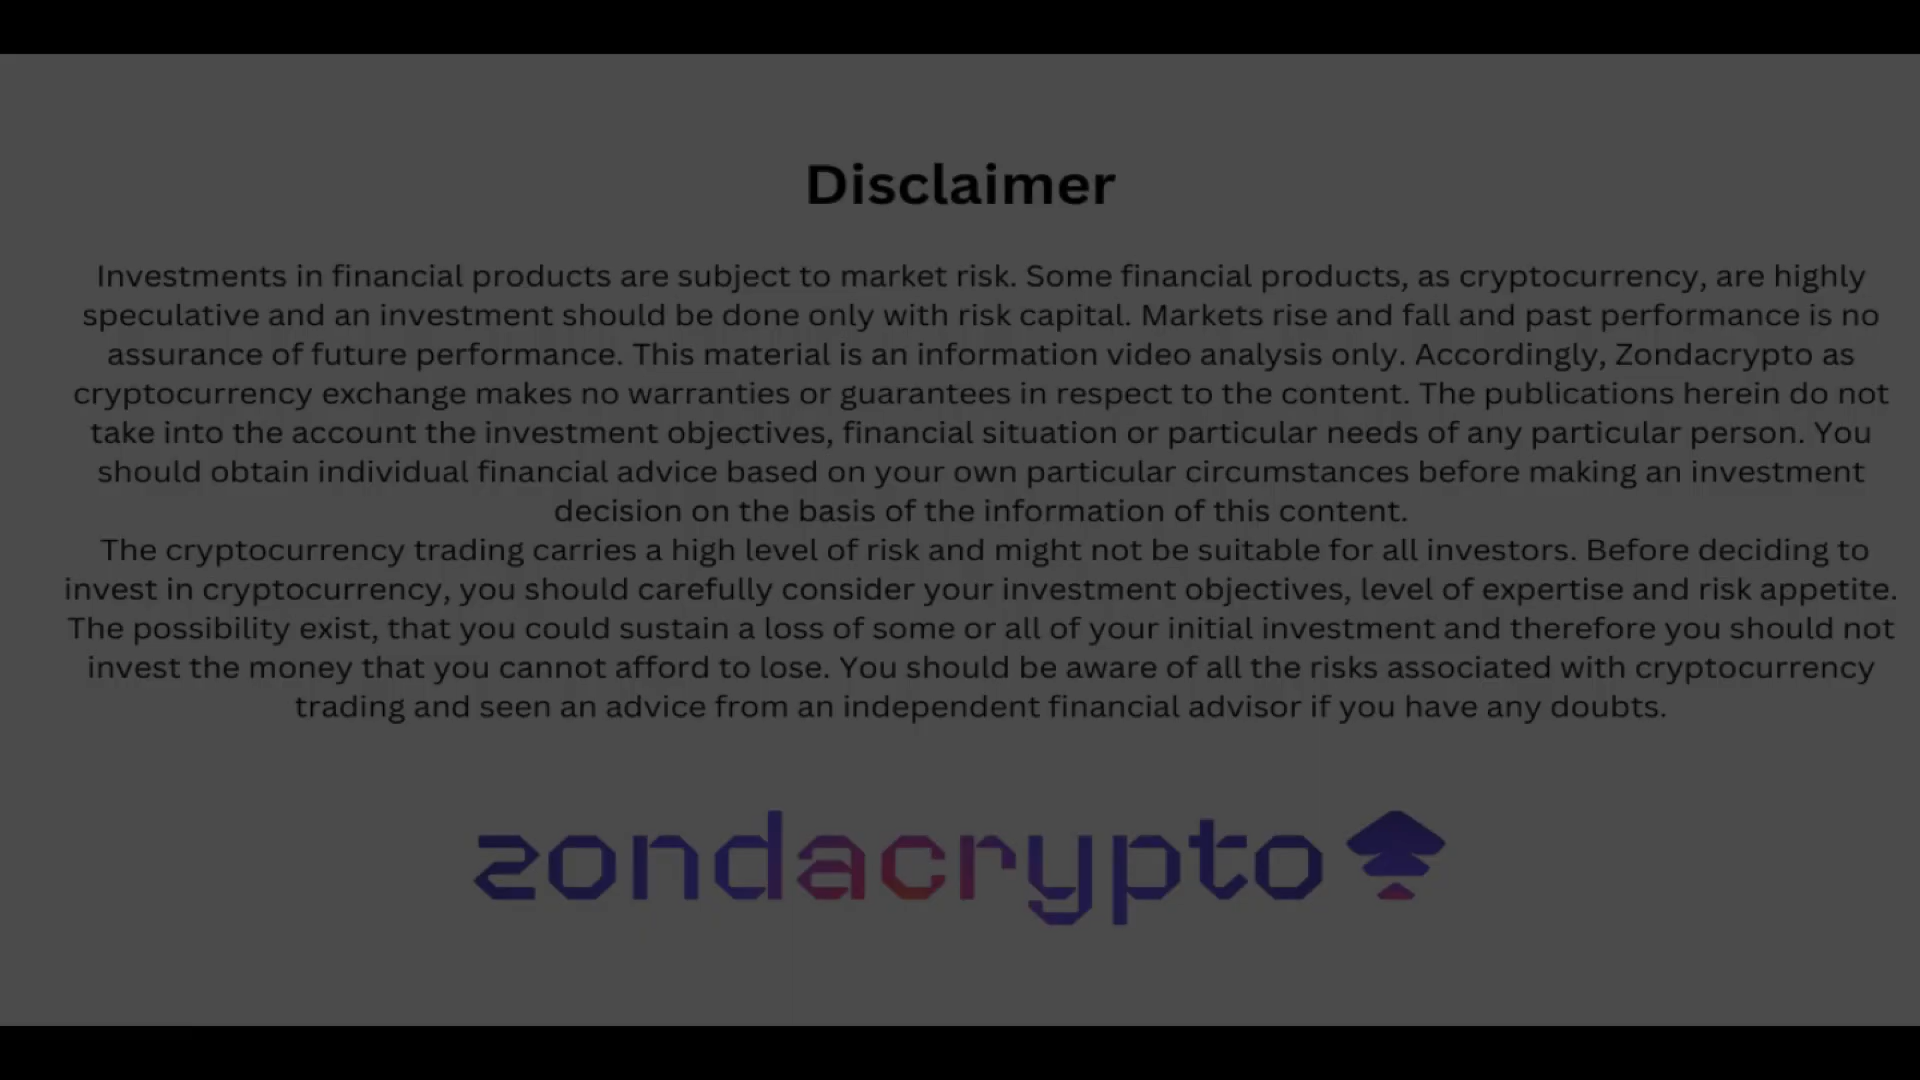 Disclaimer
Investments in financial products are subject to market risk. Some financial products, as cryptocurrency, are highly
speculative and an investment should be done only with risk capital. Markets rise and fall and past performance is no
assurance of future performance. This material is an information video analysis only. Accordingly, Zondacrypto as
cryptocurrency exchange makes no warranties or guarantees in respect to the content. The publications herein do not
take into the account the investment objectives, financial situation or particular needs of any particular person. You
should obtain individual financial advice based on your own particular circumstances before making an investment
decision on the basis of the information of this content.
The cryptocurrency trading carries a high level of risk and might not be suitable for all investors. Before deciding to
invest in cryptocurrency, you should carefully consider your investment objectives, level of expertise and risk appetite.
The possibility exist, that you could sustain a loss of some or all of your initial investment and therefore you should not
invest the money that you cannot afford to lose. You should be aware of all the risks associated with cryptocurrency
trading and seen an advice from an independent financial advisor if you have any doubts.
zondacrypto